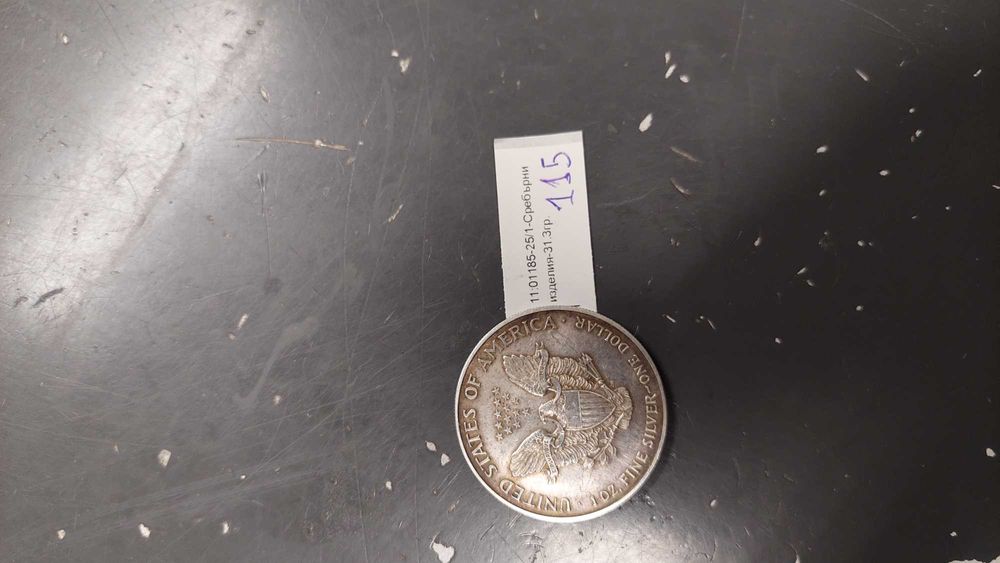 11:01185-25/1-Сребърни
изделия-31.3гр.
115
UNITED STATES OF AMERICA
1 OZ FINE SILVER~ONE DOLLAR